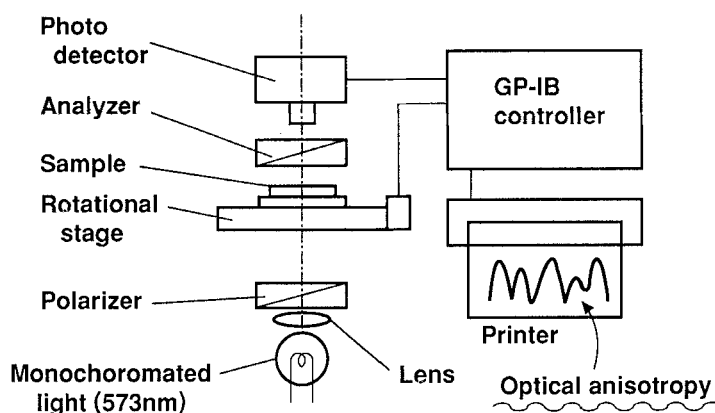 Photo
detector
Analyzer
Sample
Rotational
stage
Polarizer
Monochoromated
light (573nm)
Lens
GP-IB
controller
Printer
Optical anisotropy